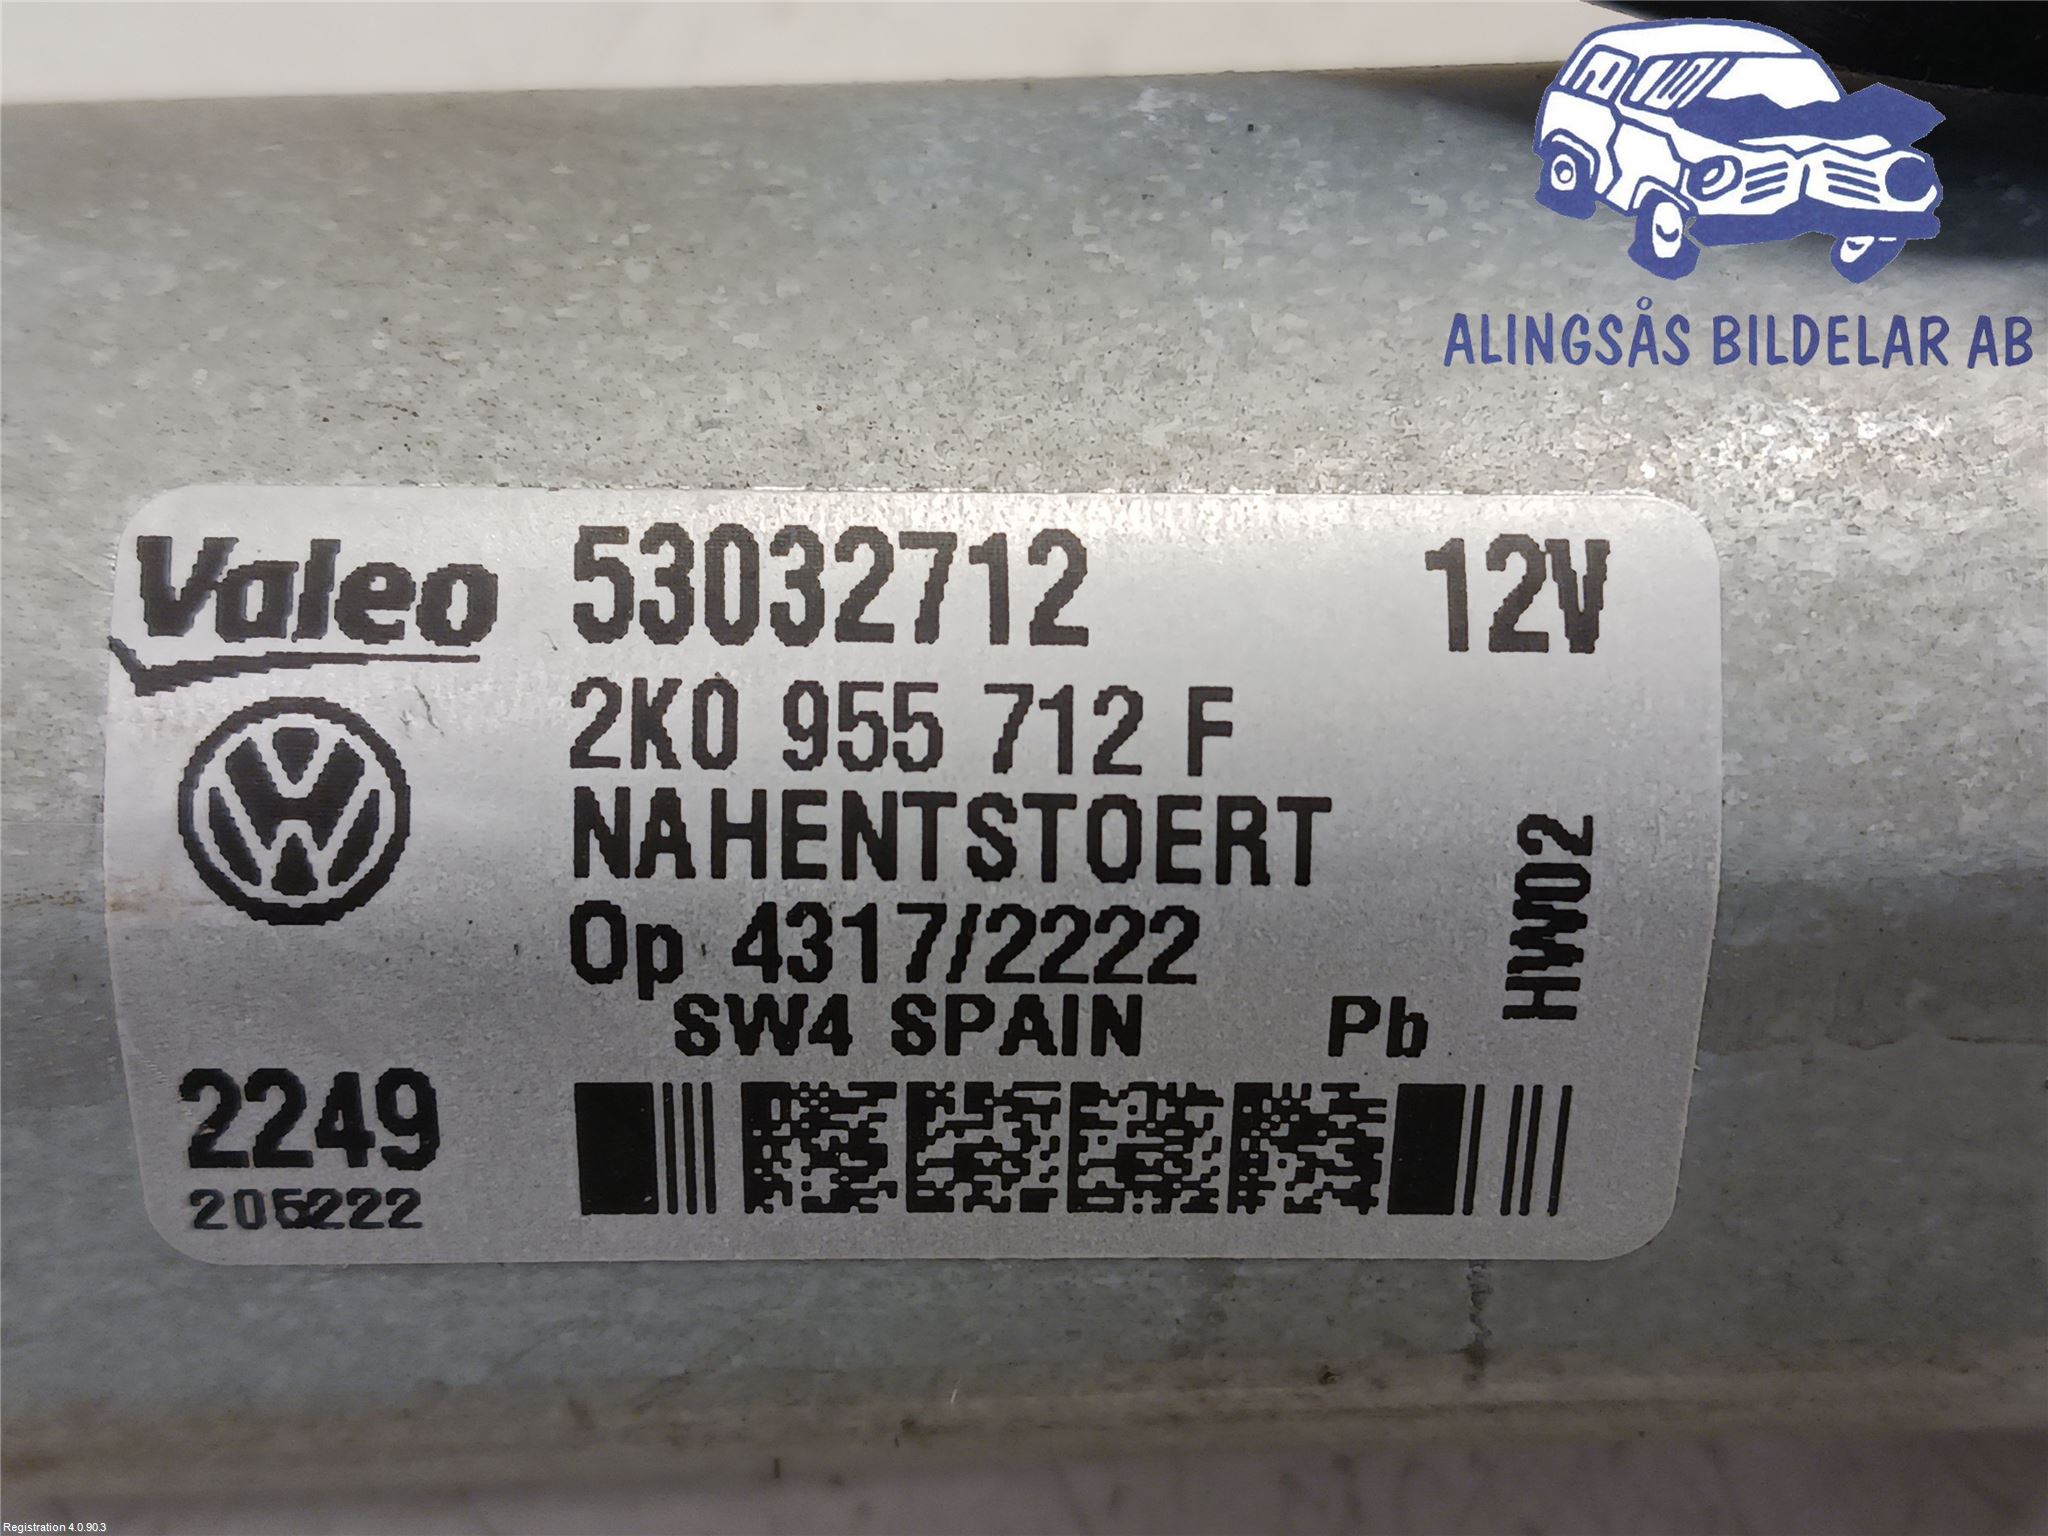 ALINGSÅS BILDELAR AB
Valeo 53032712 12V
2K0 955 712 F
NAHENTSTOERT
Op 4317/2222
HW02
SW4 SPAIN Pb
2249
205222
Registration 4.0.90.3